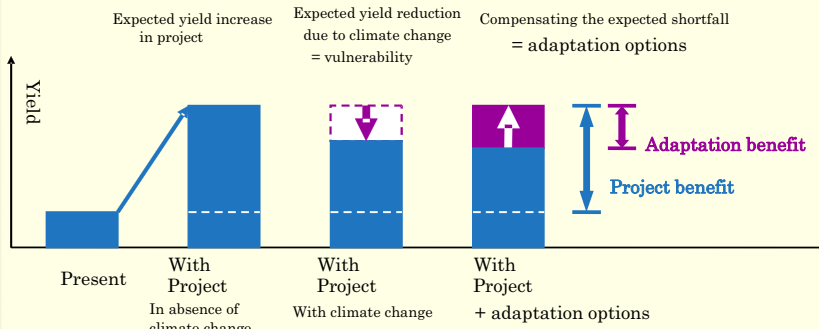 Expected yield increase
in project
Expected yield reduction
due to climate change
= vulnerability
Compensating the expected shortfall
= adaptation options
Yield
Adaptation benefit
Project benefit
Present
With
Project
In absence of
climate change
With
Project
With climate change
With
Project
+ adaptation options